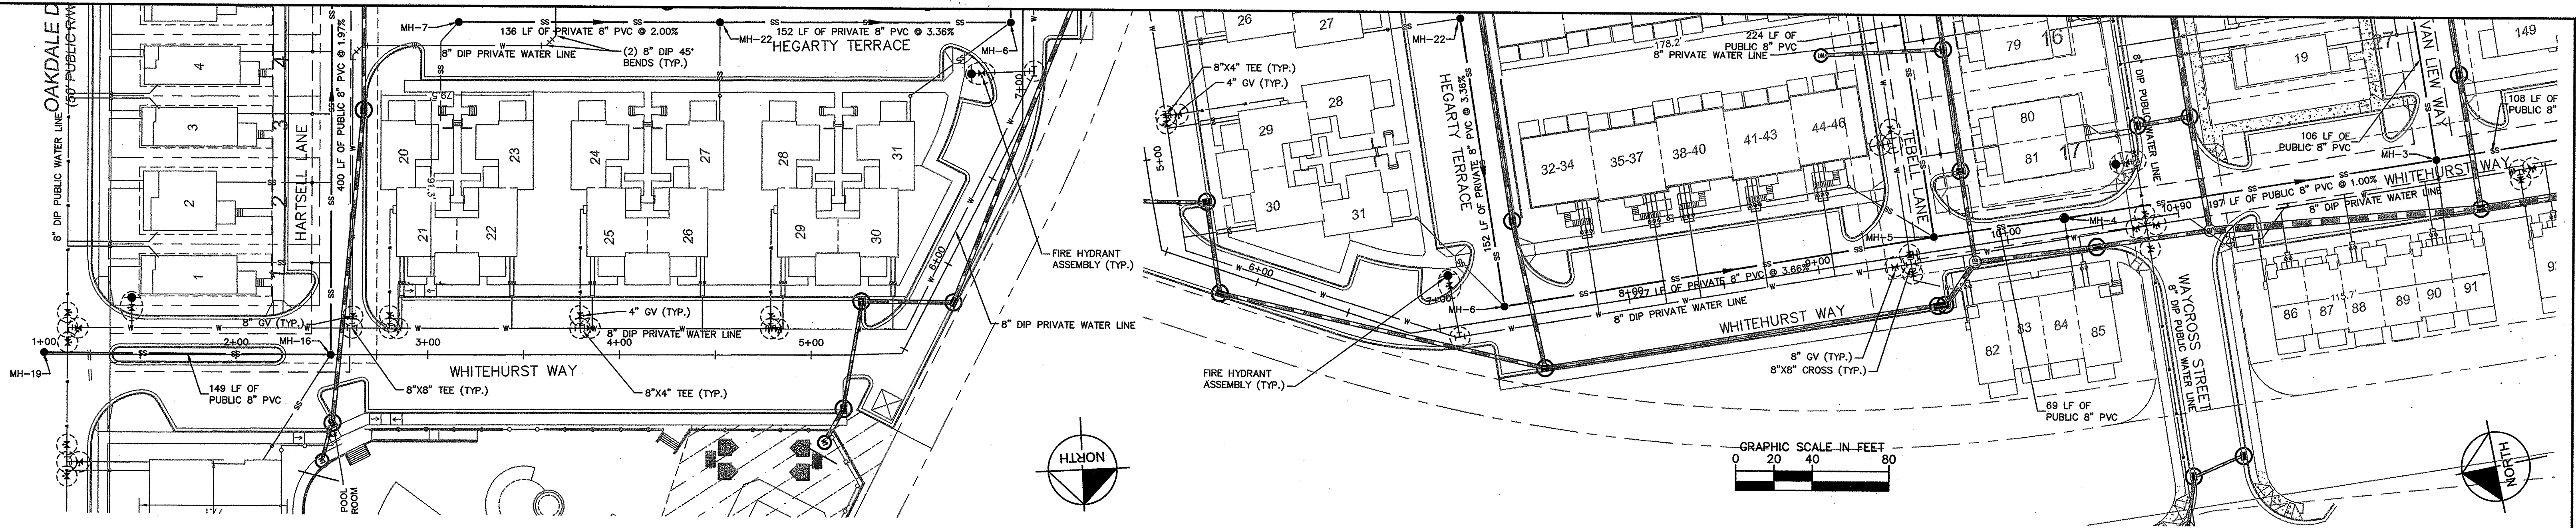 OAKDALE D
(50' PUBLIC R/W)
8" DIP PUBLIC WATER LINE
4
3
2
1
4
3
2
HARTSELL LANE
400 LF OF PUBLIC 8" PVC @ 1.97%
MH-7
136 LF OF PRIVATE 8" PVC @ 2.00%
8" DIP PRIVATE WATER LINE
(2) 8" DIP 45°
BENDS (TYP.)
MH-22
152 LF OF PRIVATE 8" PVC @ 3.36%
HEGARTY TERRACE
MH-6
7+00
79.5'
91.3'
20
23
24
27
28
31
21
22
25
26
29
30
6+00
FIRE HYDRANT
ASSEMBLY (TYP.)
8" DIP PRIVATE WATER LINE
8" GV (TYP.)
MH-16
4" GV (TYP.)
8" DIP PRIVATE WATER LINE
1+00
2+00
3+00
4+00
5+00
MH-19
149 LF OF
PUBLIC 8" PVC
WHITEHURST WAY
8"X8" TEE (TYP.)
8"X4" TEE (TYP.)
POOL
ROOM
NORTH
26
27
8"X4" TEE (TYP.)
4" GV (TYP.)
5+00
28
29
30
31
6+00
7+00
MH-22
HEGARTY TERRACE
152 LF OF PRIVATE 8" PVC @ 3.36%
MH-6
FIRE HYDRANT
ASSEMBLY (TYP.)
178.2'
224 LF OF
PUBLIC 8" PVC
8" PRIVATE WATER LINE
32-34
35-37
38-40
41-43
44-46
TEBELL LANE
MH-5
8+00
9+00
297 LF OF PRIVATE 8" PVC @ 3.66%
8" DIP PRIVATE WATER LINE
WHITEHURST WAY
8" GV (TYP.)
8"X8" CROSS (TYP.)
GRAPHIC SCALE IN FEET
0 20 40 80
79
16
80
81
17
8" DIP PUBLIC WATER LINE
MH-4
10+00
10+90
197 LF OF PUBLIC 8" PVC @ 1.00%
8" DIP PRIVATE WATER LINE
WHITEHURST WAY
82
83
84
85
69 LF OF
PUBLIC 8" PVC
WAYCROSS STREET
8" DIP PUBLIC WATER LINE
19
27
VAN LIEW WAY
149
108 LF OF
PUBLIC 8"
106 LF OF
PUBLIC 8" PVC
MH-3
115.7'
86
87
88
89
90
91
NORTH